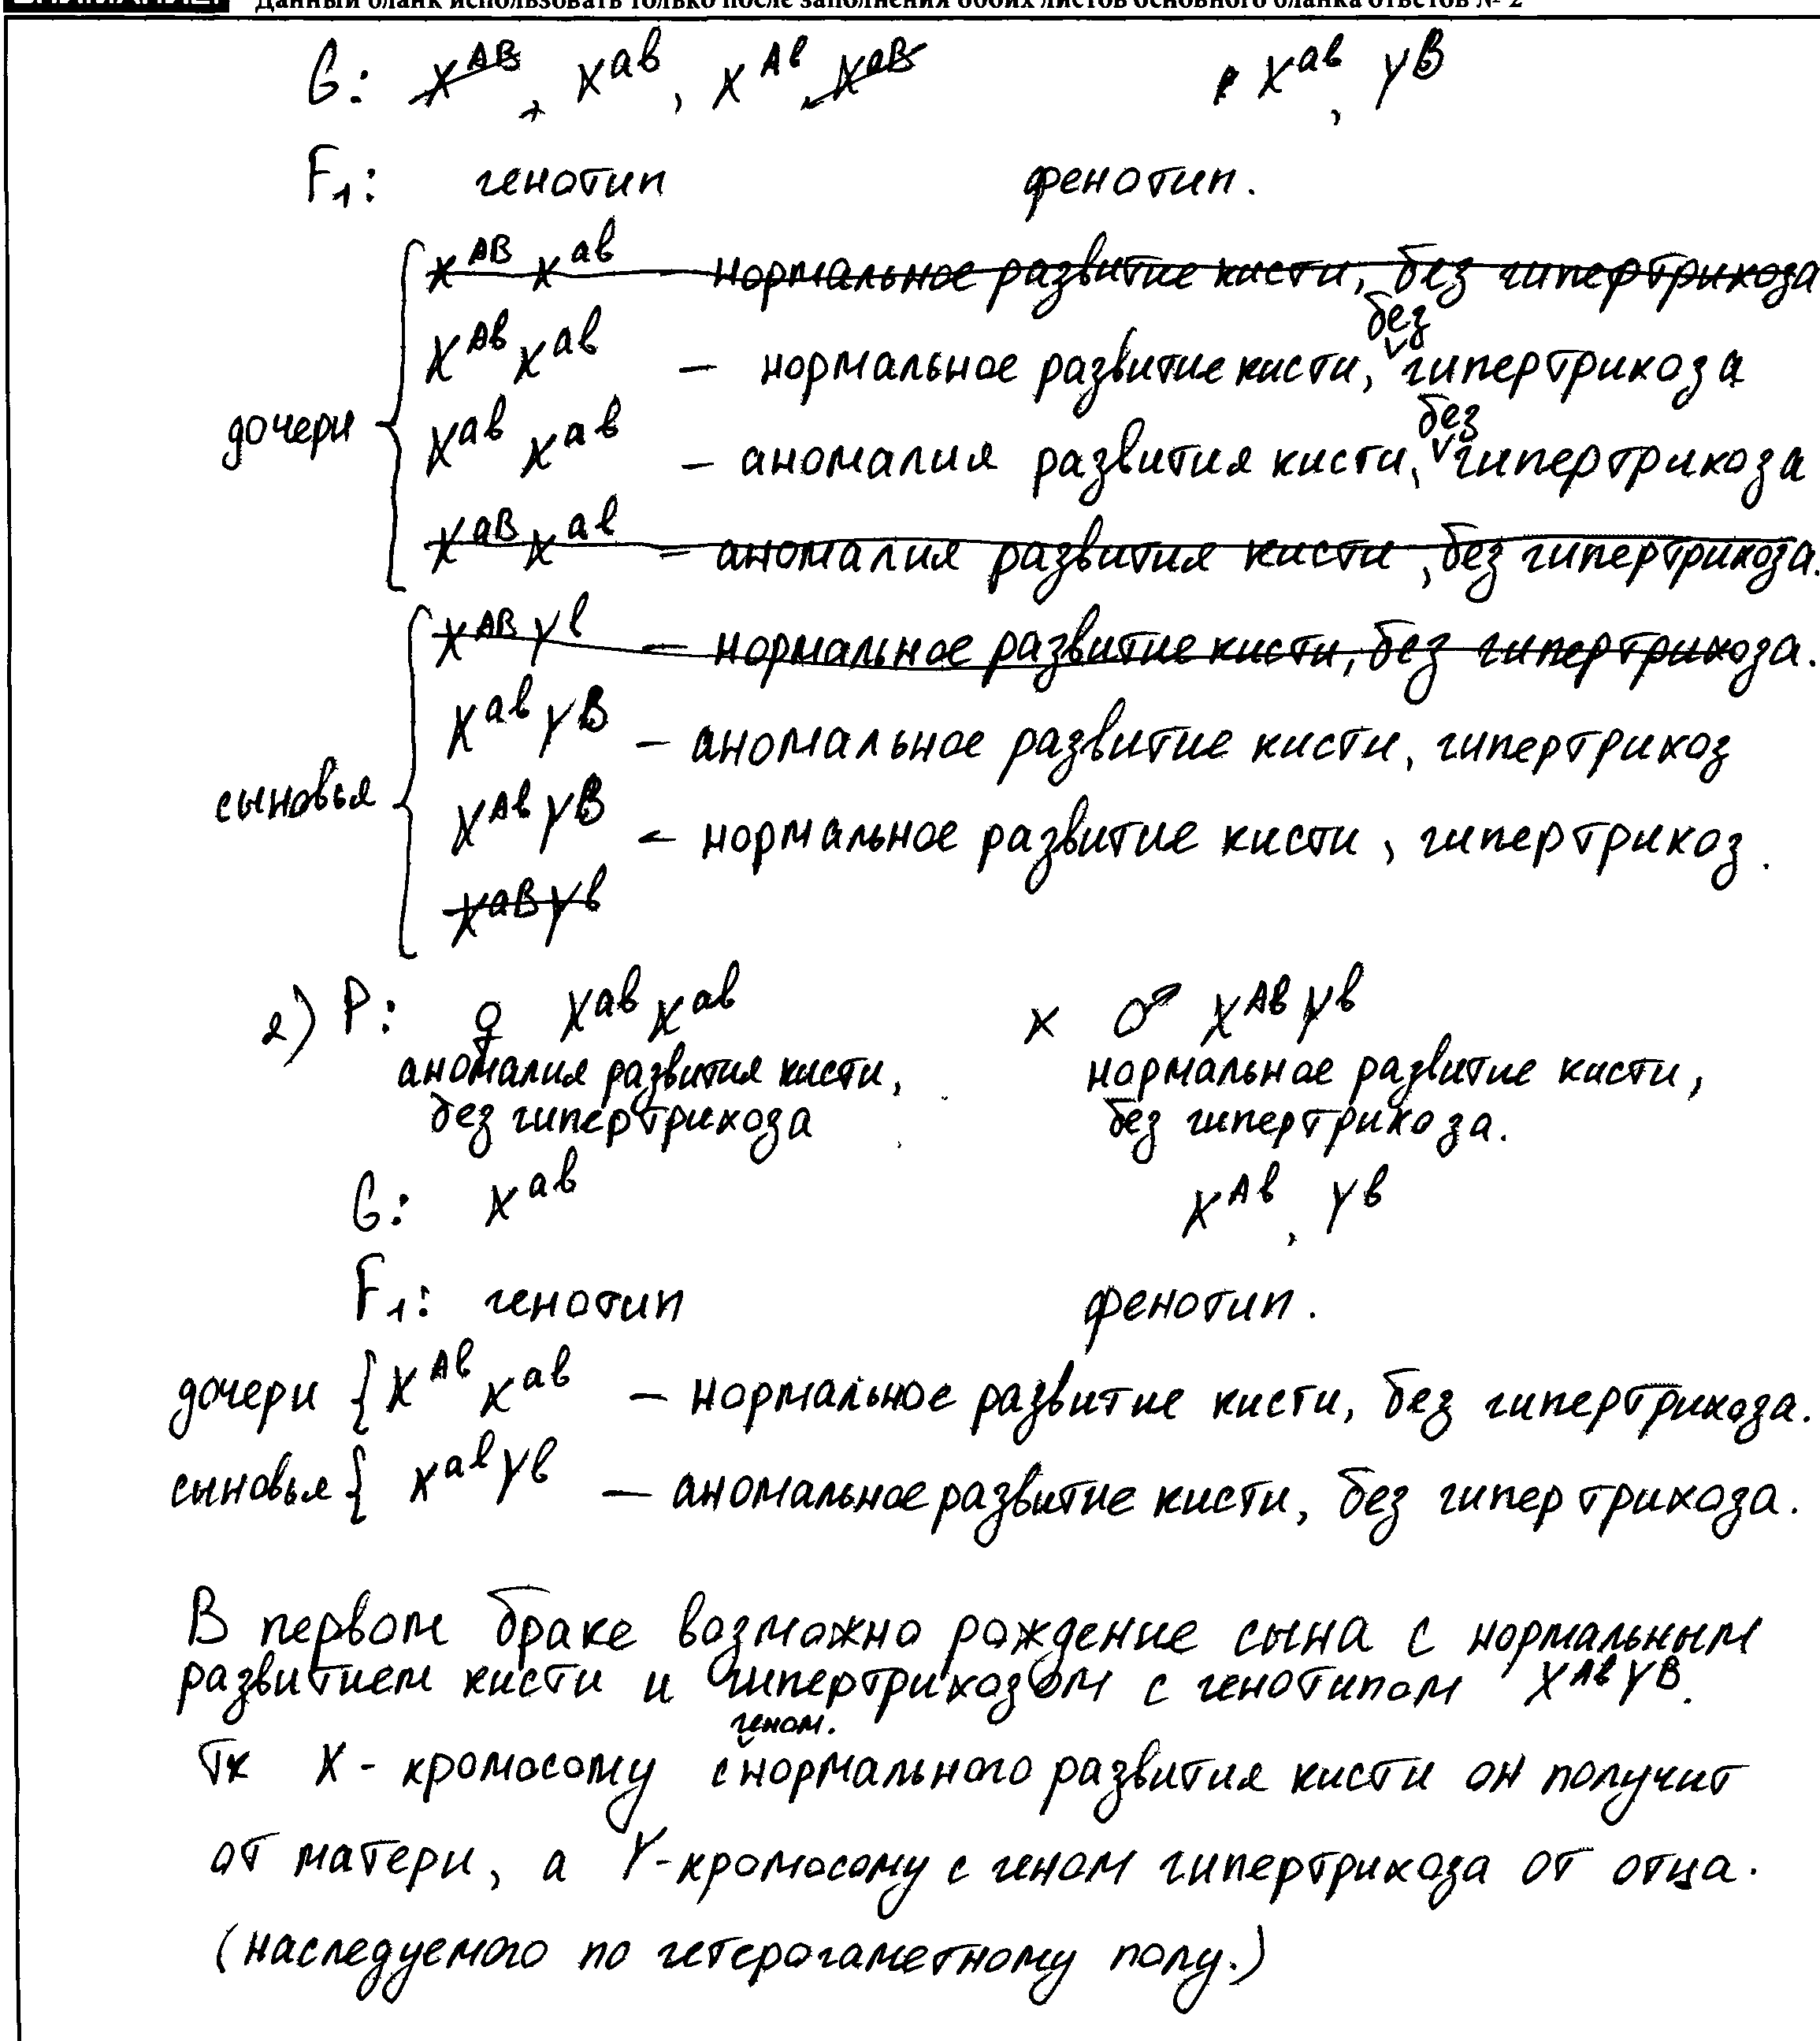 Данный бланк использовать только после заполнения обоих листов основного бланка ответов № 2
G: X^AB, X^ab, X^Ab, X^aB X^ab, Y^B
F1: генотип фенотип.
X^AB X^ab — нормальное развитие кисти, без гипертрихоза
без
X^Ab X^ab — нормальное развитие кисти, гипертрихоза
дочери
без
X^ab X^ab — аномалия развития кисти, гипертрихоза
X^aB X^ab — аномалия развития кисти, без гипертрихоза.
X^AB Y^b — нормальное развитие кисти, без гипертрихоза.
X^ab Y^B — аномальное развитие кисти, гипертрихоз
сыновья
X^Ab Y^B — нормальное развитие кисти, гипертрихоз.
X^aB Y^b
2) P: ♀ X^ab X^ab × ♂ X^Ab Y^b
аномалия развития кисти, нормальное развитие кисти,
без гипертрихоза без гипертрихоза.
G: X^ab X^Ab, Y^b
F1: генотип фенотип.
дочери { X^Ab X^ab — нормальное развитие кисти, без гипертрихоза.
сыновья { X^ab Y^b — аномальное развитие кисти, без гипертрихоза.
В первом браке возможно рождение сына с нормальным
развитием кисти и гипертрихозом с генотипом X^Ab Y^B.
геном.
Тк X-хромосому с нормального развития кисти он получит
от матери, а Y-хромосому с геном гипертрихоза от отца.
(наследуемого по гетерогаметному полу.)